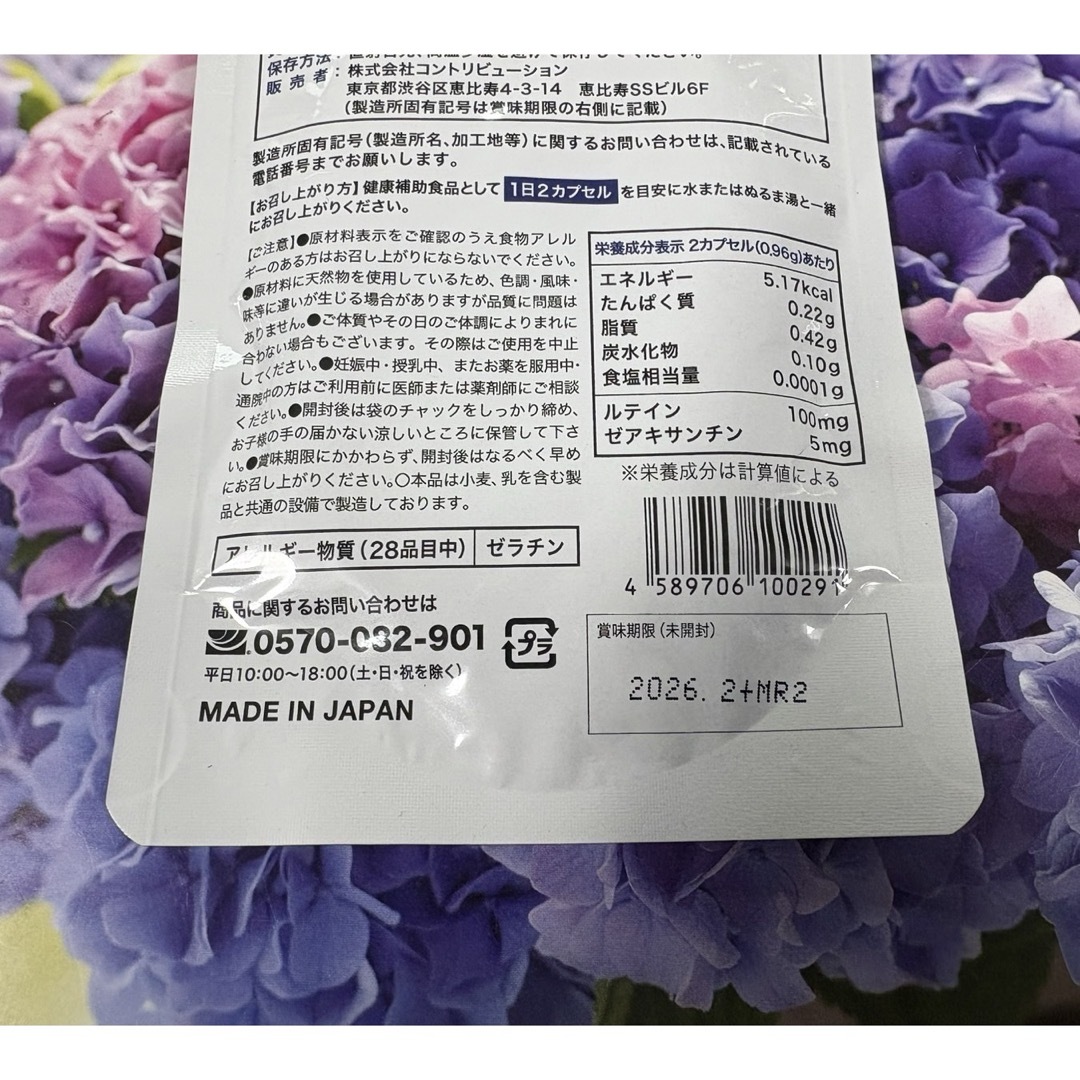 保存方法：直射日光、高温多湿を避けて保存してください。
販売者：株式会社コントリビューション
東京都渋谷区恵比寿4-3-14 恵比寿SSビル6F
(製造所固有記号は賞味期限の右側に記載)
製造所固有記号(製造所名、加工地等)に関するお問い合わせは、記載されている
電話番号までお願いします。
【お召し上がり方】健康補助食品として 1日2カプセル を目安に水またはぬるま湯と一緒
にお召し上がりください。
【ご注意】●原材料表示をご確認のうえ食物アレル
ギーのある方はお召し上がりにならないでください。
●原材料に天然物を使用しているため、色調・風味・
味等に違いが生じる場合がありますが品質に問題は
ありません。●ご体質やその日のご体調によりまれに
合わない場合もございます。その際はご使用を中止
してください。●妊娠中・授乳中、またお薬を服用中・
通院中の方はご利用前に医師または薬剤師にご相談
ください。●開封後は袋のチャックをしっかり締め、
お子様の手の届かない涼しいところに保管して下さ
い。●賞味期限にかかわらず、開封後はなるべく早め
にお召し上がりください。○本品は小麦、乳を含む製
品と共通の設備で製造しております。
栄養成分表示 2カプセル(0.96g)あたり
エネルギー 5.17kcal
たんぱく質 0.22g
脂質 0.42g
炭水化物 0.10g
食塩相当量 0.0001g
ルテイン 100mg
ゼアキサンチン 5mg
※栄養成分は計算値による
アレルギー物質(28品目中) ゼラチン
4 589706 100291
商品に関するお問い合わせは
0570-032-901
プラ
平日10:00〜18:00(土・日・祝を除く)
MADE IN JAPAN
賞味期限(未開封)
2026. 2+MR2